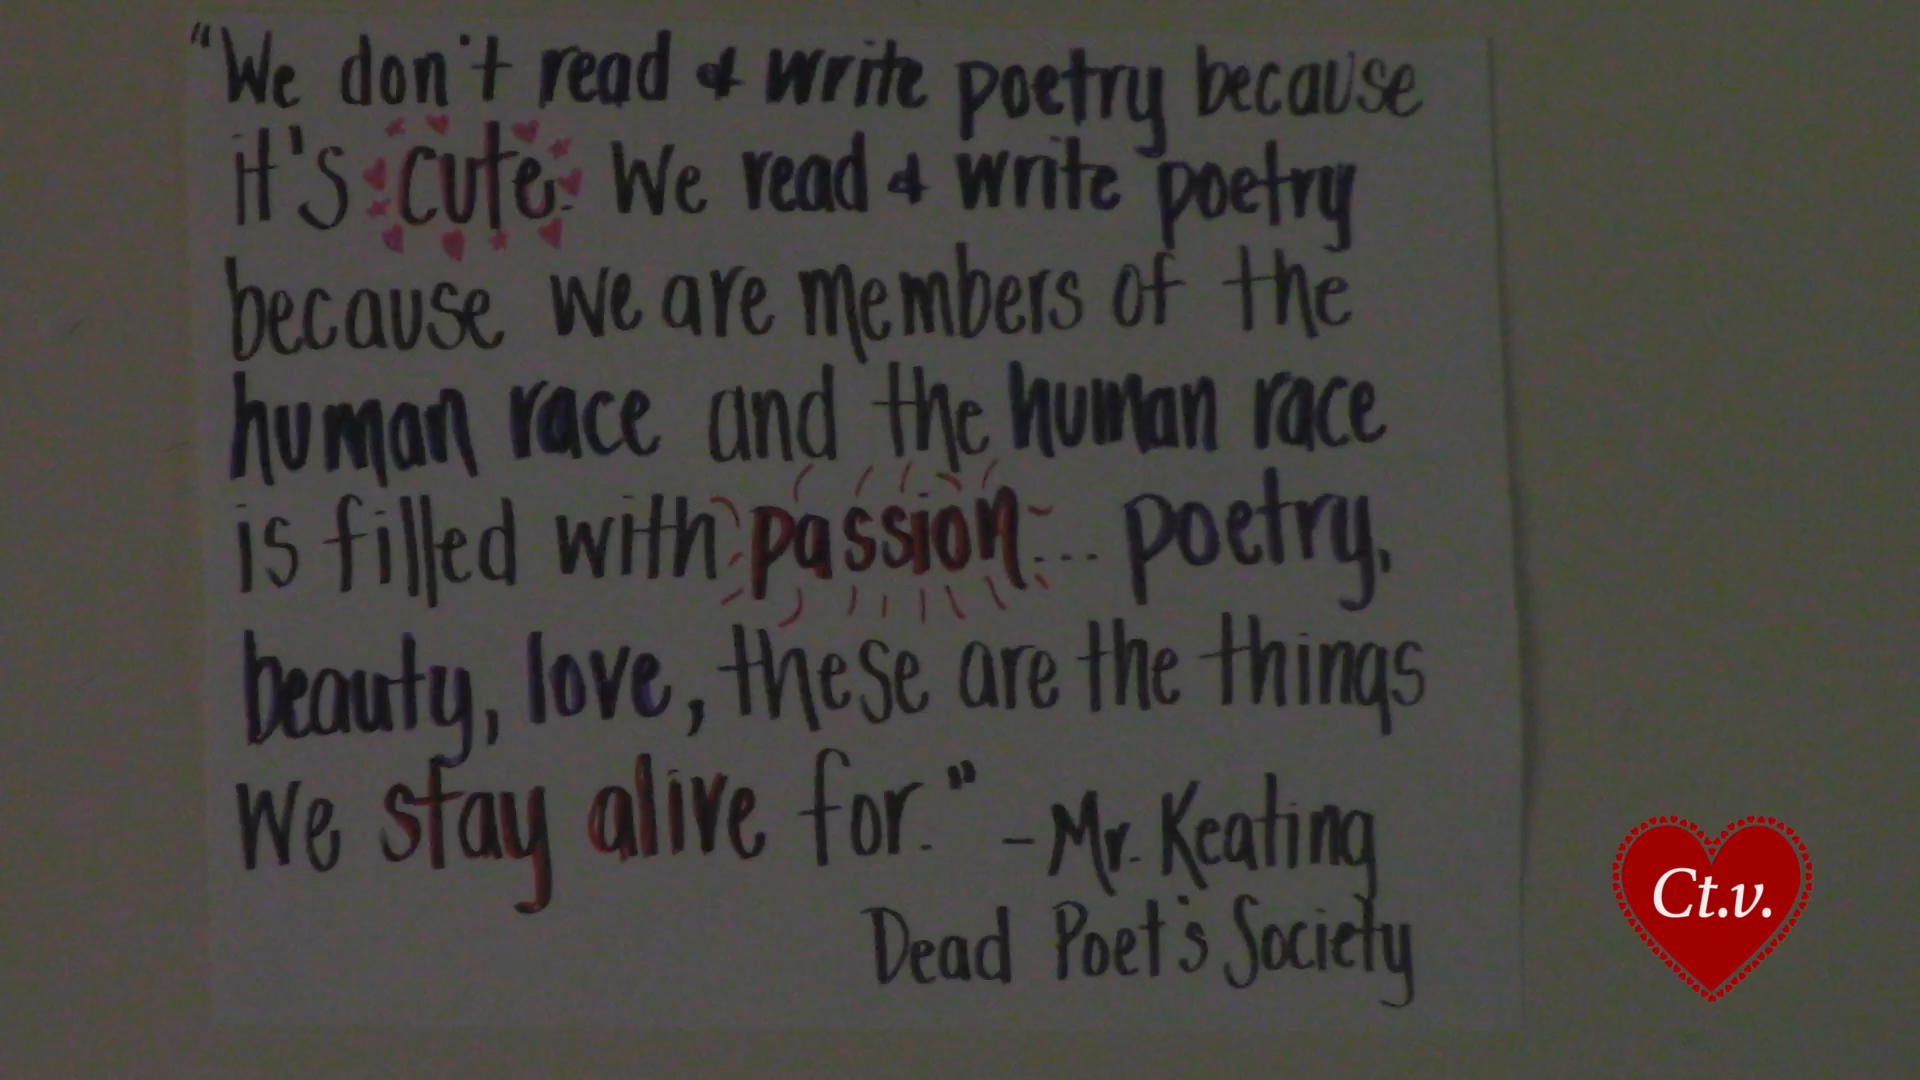 "We don't read & write poetry because
it's cute. We read & write poetry
because we are members of the
human race and the human race
is filled with passion... poetry,
beauty, love, these are the things
we stay alive for." - Mr. Keating
Dead Poet's Society
Ct.v.